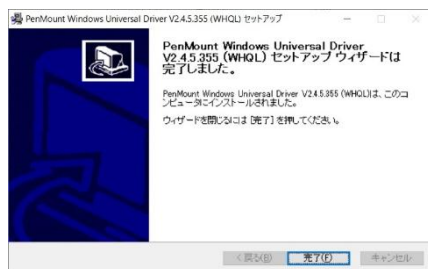 PenMount Windows Universal Driver V2.4.5.355 (WHQL) セットアップ
PenMount Windows Universal Driver
V2.4.5.355 (WHQL) セットアップ ウィザードは
完了しました。
PenMount Windows Universal Driver V2.4.5.355 (WHQL)は、このコ
ンピュータにインストールされました。
ウィザードを閉じるには [完了] を押してください。
< 戻る(B)
完了(F)
キャンセル